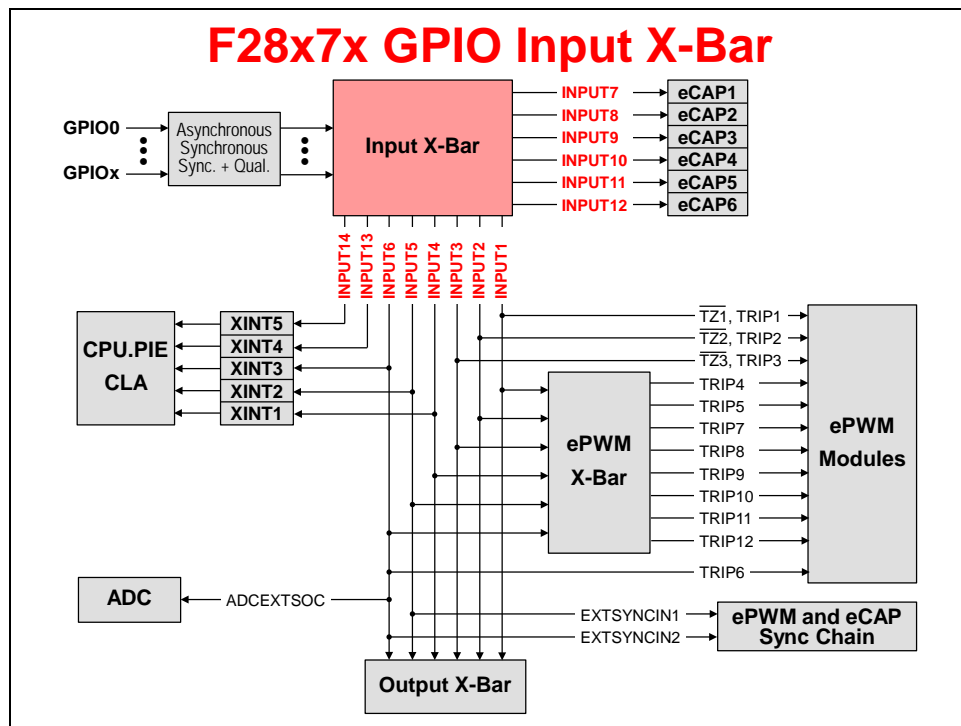 F28x7x GPIO Input X-Bar
GPIO0
GPIOx
Asynchronous
Synchronous
Sync. + Qual.
Input X-Bar
INPUT7
INPUT8
INPUT9
INPUT10
INPUT11
INPUT12
eCAP1
eCAP2
eCAP3
eCAP4
eCAP5
eCAP6
INPUT14
INPUT13
INPUT6
INPUT5
INPUT4
INPUT3
INPUT2
INPUT1
CPU.PIE
CLA
XINT5
XINT4
XINT3
XINT2
XINT1
ePWM
X-Bar
TZ1, TRIP1
TZ2, TRIP2
TZ3, TRIP3
TRIP4
TRIP5
TRIP7
TRIP8
TRIP9
TRIP10
TRIP11
TRIP12
TRIP6
ePWM
Modules
ADC
ADCEXTSOC
EXTSYNCIN1
EXTSYNCIN2
ePWM and eCAP
Sync Chain
Output X-Bar